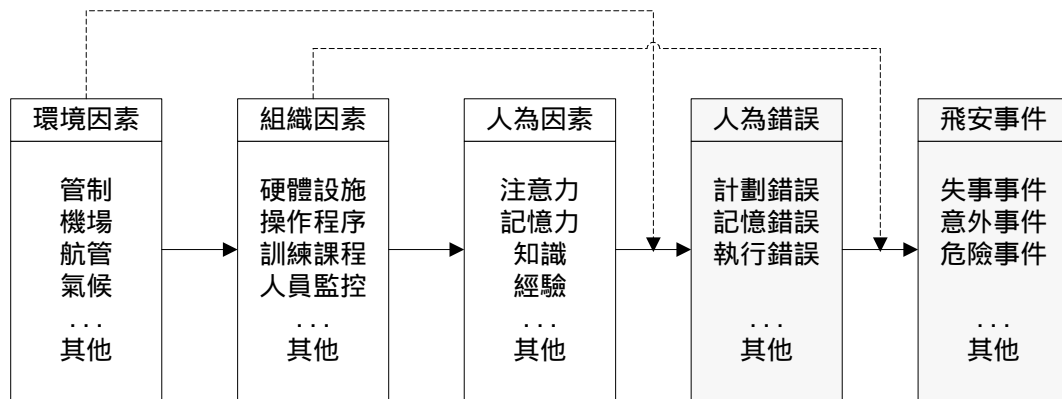 環境因素
管制
機場
航管
氣候
. . .
其他
組織因素
硬體設施
操作程序
訓練課程
人員監控
. . .
其他
人為因素
注意力
記憶力
知識
經驗
. . .
其他
人為錯誤
計劃錯誤
記憶錯誤
執行錯誤
. . .
其他
飛安事件
失事事件
意外事件
危險事件
. . .
其他